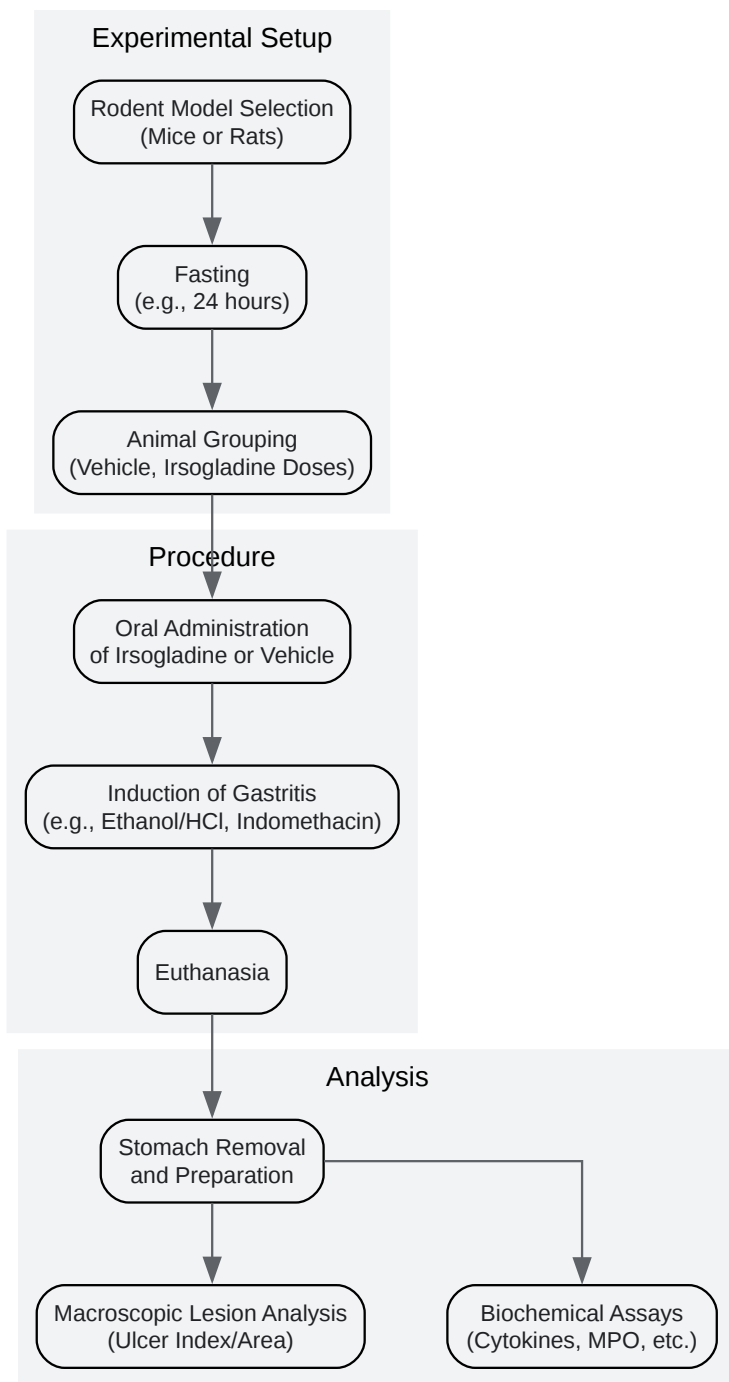 Experimental Setup
Rodent Model Selection
(Mice or Rats)
Fasting
(e.g., 24 hours)
Animal Grouping
(Vehicle, Irsogladine Doses)
Procedure
Oral Administration
of Irsogladine or Vehicle
Induction of Gastritis
(e.g., Ethanol/HCl, Indomethacin)
Euthanasia
Analysis
Stomach Removal
and Preparation
Macroscopic Lesion Analysis
(Ulcer Index/Area)
Biochemical Assays
(Cytokines, MPO, etc.)